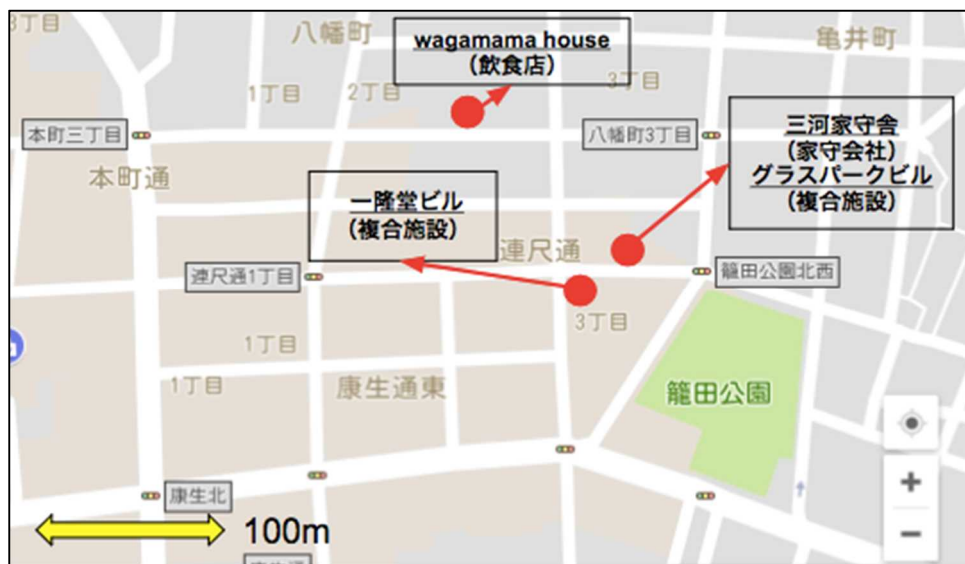 3丁目
八幡町
wagamama house
（飲食店）
亀井町
1丁目
2丁目
3丁目
本町三丁目
八幡町3丁目
三河家守舎
（家守会社）
グラスパークビル
（複合施設）
本町通
一隆堂ビル
（複合施設）
連尺通
連尺通1丁目
籠田公園北西
3丁目
1丁目
1丁目
康生通東
籠田公園
康生北
100m